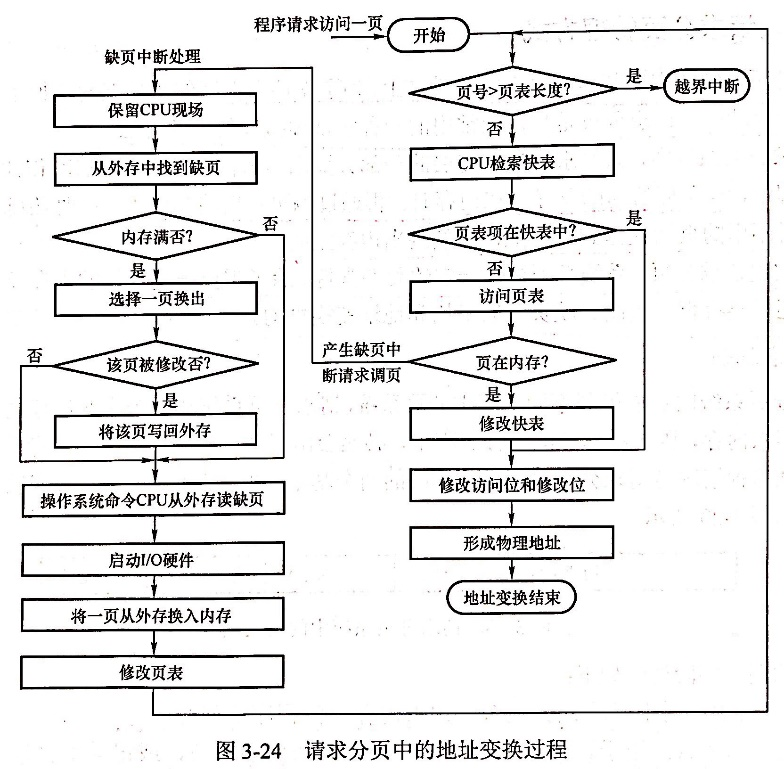 程序请求访问一页
开始
缺页中断处理
页号>页表长度?
是
越界中断
保留CPU现场
否
CPU检索快表
从外存中找到缺页
内存满否?
否
页表项在快表中?
是
是
否
选择一页换出
访问页表
否
该页被修改否?
产生缺页中
断请求调页
页在内存?
是
是
将该页写回外存
修改快表
操作系统命令CPU从外存读缺页
修改访问位和修改位
启动I/O硬件
形成物理地址
将一页从外存换入内存
地址变换结束
修改页表
图 3-24 请求分页中的地址变换过程